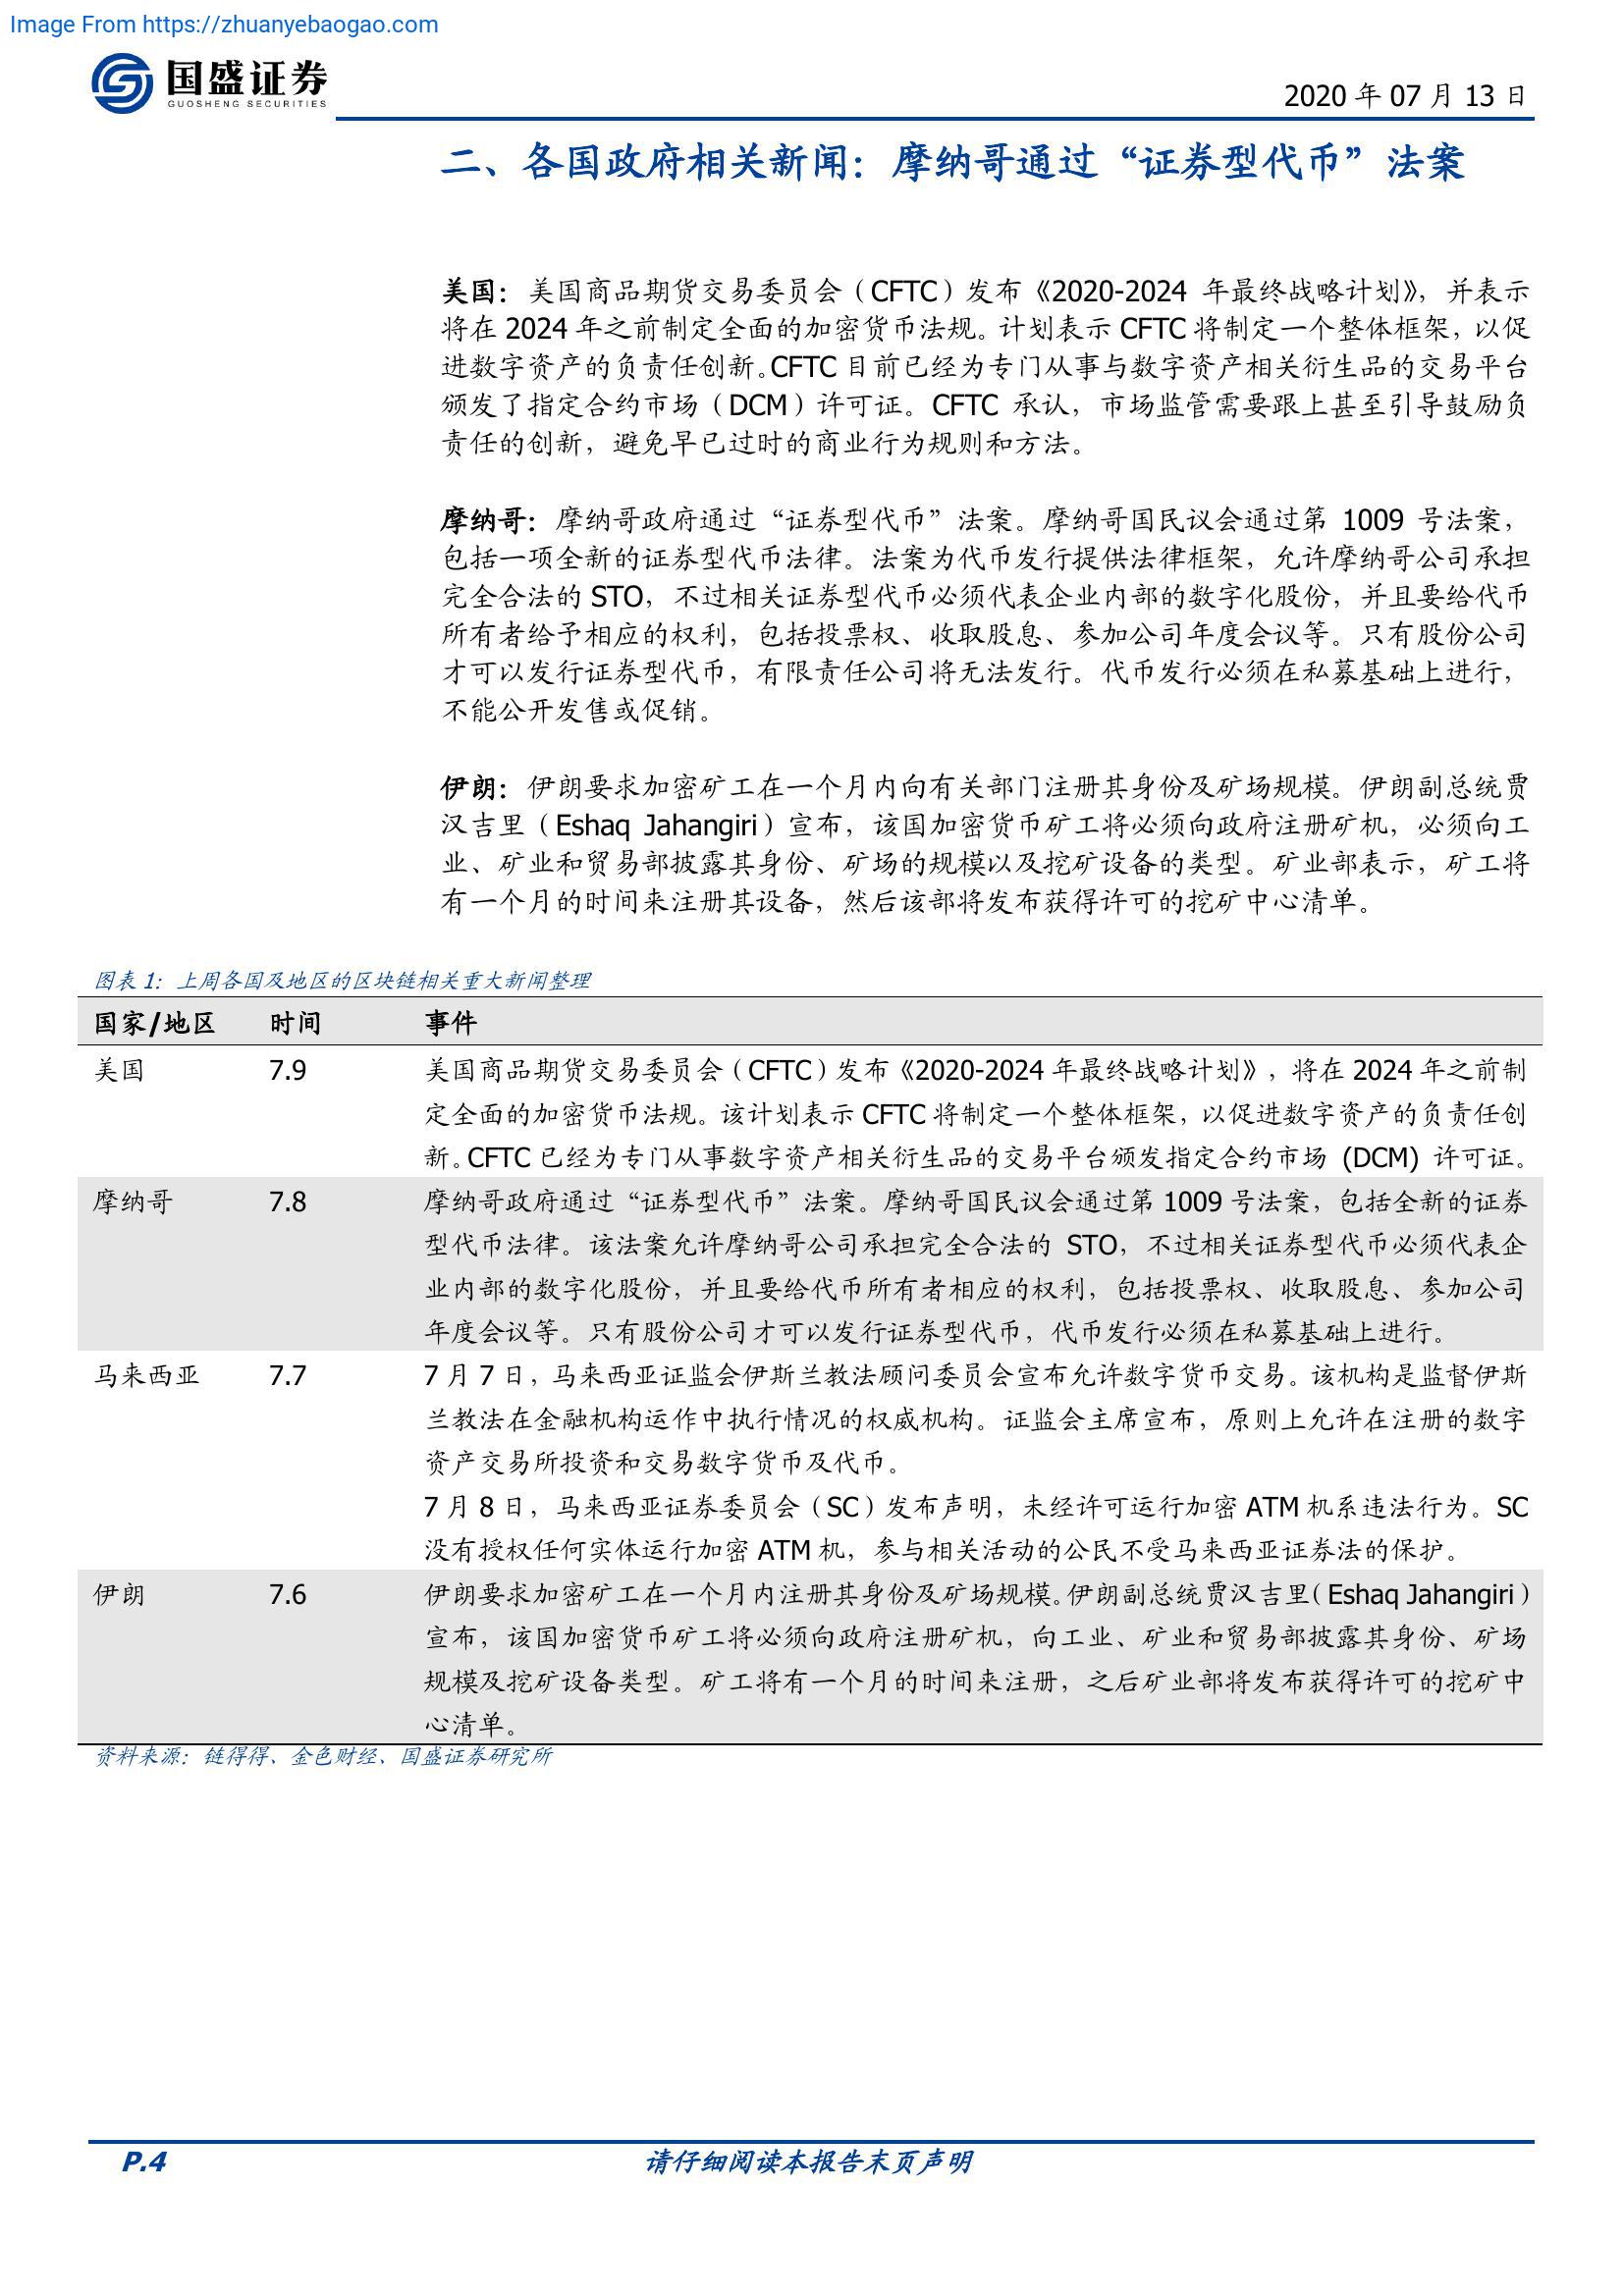 Image From https://zhuanyebaogao.com
国盛证券
GUOSHENG SECURITIES
2020 年 07 月 13 日
二、各国政府相关新闻：摩纳哥通过“证券型代币”法案
美国：美国商品期货交易委员会（CFTC）发布《2020-2024 年最终战略计划》，并表示
将在 2024 年之前制定全面的加密货币法规。计划表示 CFTC 将制定一个整体框架，以促
进数字资产的负责任创新。CFTC 目前已经为专门从事与数字资产相关衍生品的交易平台
颁发了指定合约市场（DCM）许可证。CFTC 承认，市场监管需要跟上甚至引导鼓励负
责任的创新，避免早已过时的商业行为规则和方法。
摩纳哥：摩纳哥政府通过“证券型代币”法案。摩纳哥国民议会通过第 1009 号法案，
包括一项全新的证券型代币法律。法案为代币发行提供法律框架，允许摩纳哥公司承担
完全合法的 STO，不过相关证券型代币必须代表企业内部的数字化股份，并且要给代币
所有者给予相应的权利，包括投票权、收取股息、参加公司年度会议等。只有股份公司
才可以发行证券型代币，有限责任公司将无法发行。代币发行必须在私募基础上进行，
不能公开发售或促销。
伊朗：伊朗要求加密矿工在一个月内向有关部门注册其身份及矿场规模。伊朗副总统贾
汉吉里（Eshaq Jahangiri）宣布，该国加密货币矿工将必须向政府注册矿机，必须向工
业、矿业和贸易部披露其身份、矿场的规模以及挖矿设备的类型。矿业部表示，矿工将
有一个月的时间来注册其设备，然后该部将发布获得许可的挖矿中心清单。
图表 1：上周各国及地区的区块链相关重大新闻整理
国家/地区 时间 事件
美国 7.9 美国商品期货交易委员会（CFTC）发布《2020-2024 年最终战略计划》，将在 2024 年之前制
定全面的加密货币法规。该计划表示 CFTC 将制定一个整体框架，以促进数字资产的负责任创
新。CFTC 已经为专门从事数字资产相关衍生品的交易平台颁发指定合约市场 (DCM) 许可证。
摩纳哥 7.8 摩纳哥政府通过“证券型代币”法案。摩纳哥国民议会通过第 1009 号法案，包括全新的证券
型代币法律。该法案允许摩纳哥公司承担完全合法的 STO，不过相关证券型代币必须代表企
业内部的数字化股份，并且要给代币所有者相应的权利，包括投票权、收取股息、参加公司
年度会议等。只有股份公司才可以发行证券型代币，代币发行必须在私募基础上进行。
马来西亚 7.7 7 月 7 日，马来西亚证监会伊斯兰教法顾问委员会宣布允许数字货币交易。该机构是监督伊斯
兰教法在金融机构运作中执行情况的权威机构。证监会主席宣布，原则上允许在注册的数字
资产交易所投资和交易数字货币及代币。
7 月 8 日，马来西亚证券委员会（SC）发布声明，未经许可运行加密 ATM 机系违法行为。SC
没有授权任何实体运行加密 ATM 机，参与相关活动的公民不受马来西亚证券法的保护。
伊朗 7.6 伊朗要求加密矿工在一个月内注册其身份及矿场规模。伊朗副总统贾汉吉里（Eshaq Jahangiri）
宣布，该国加密货币矿工将必须向政府注册矿机，向工业、矿业和贸易部披露其身份、矿场
规模及挖矿设备类型。矿工将有一个月的时间来注册，之后矿业部将发布获得许可的挖矿中
心清单。
资料来源：链得得、金色财经、国盛证券研究所
P.4 请仔细阅读本报告末页声明